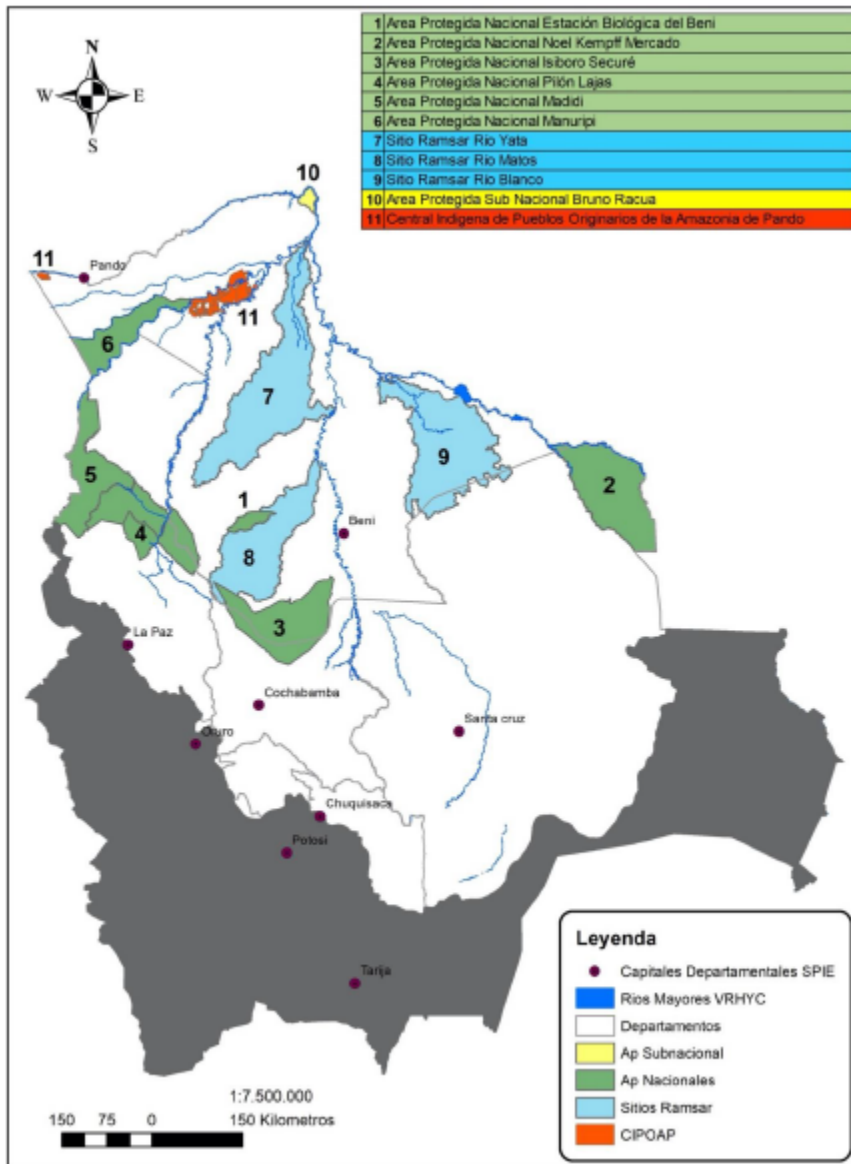 1 Area Protegida Nacional Estación Biológica del Beni
2 Area Protegida Nacional Noel Kempff Mercado
3 Area Protegida Nacional Isiboro Securé
4 Area Protegida Nacional Pilón Lajas
5 Area Protegida Nacional Madidi
6 Area Protegida Nacional Manuripi
7 Sitio Ramsar Río Yata
8 Sitio Ramsar Río Matos
9 Sitio Ramsar Río Blanco
10 Area Protegida Sub Nacional Bruno Racua
11 Central Indigena de Pueblos Originarios de la Amazonia de Pando
N
W E
S
10
11
Pando
11
6
7
9
5
1
2
Beni
4
8
3
La Paz
Cochabamba
Santa cruz
Oruro
Chuquisaca
Potosi
Tarija
Leyenda
Capitales Departamentales SPIE
Rios Mayores VRHYC
Departamentos
Ap Subnacional
Ap Nacionales
Sitios Ramsar
CIPOAP
1:7.500.000
150 75 0 150 Kilometros